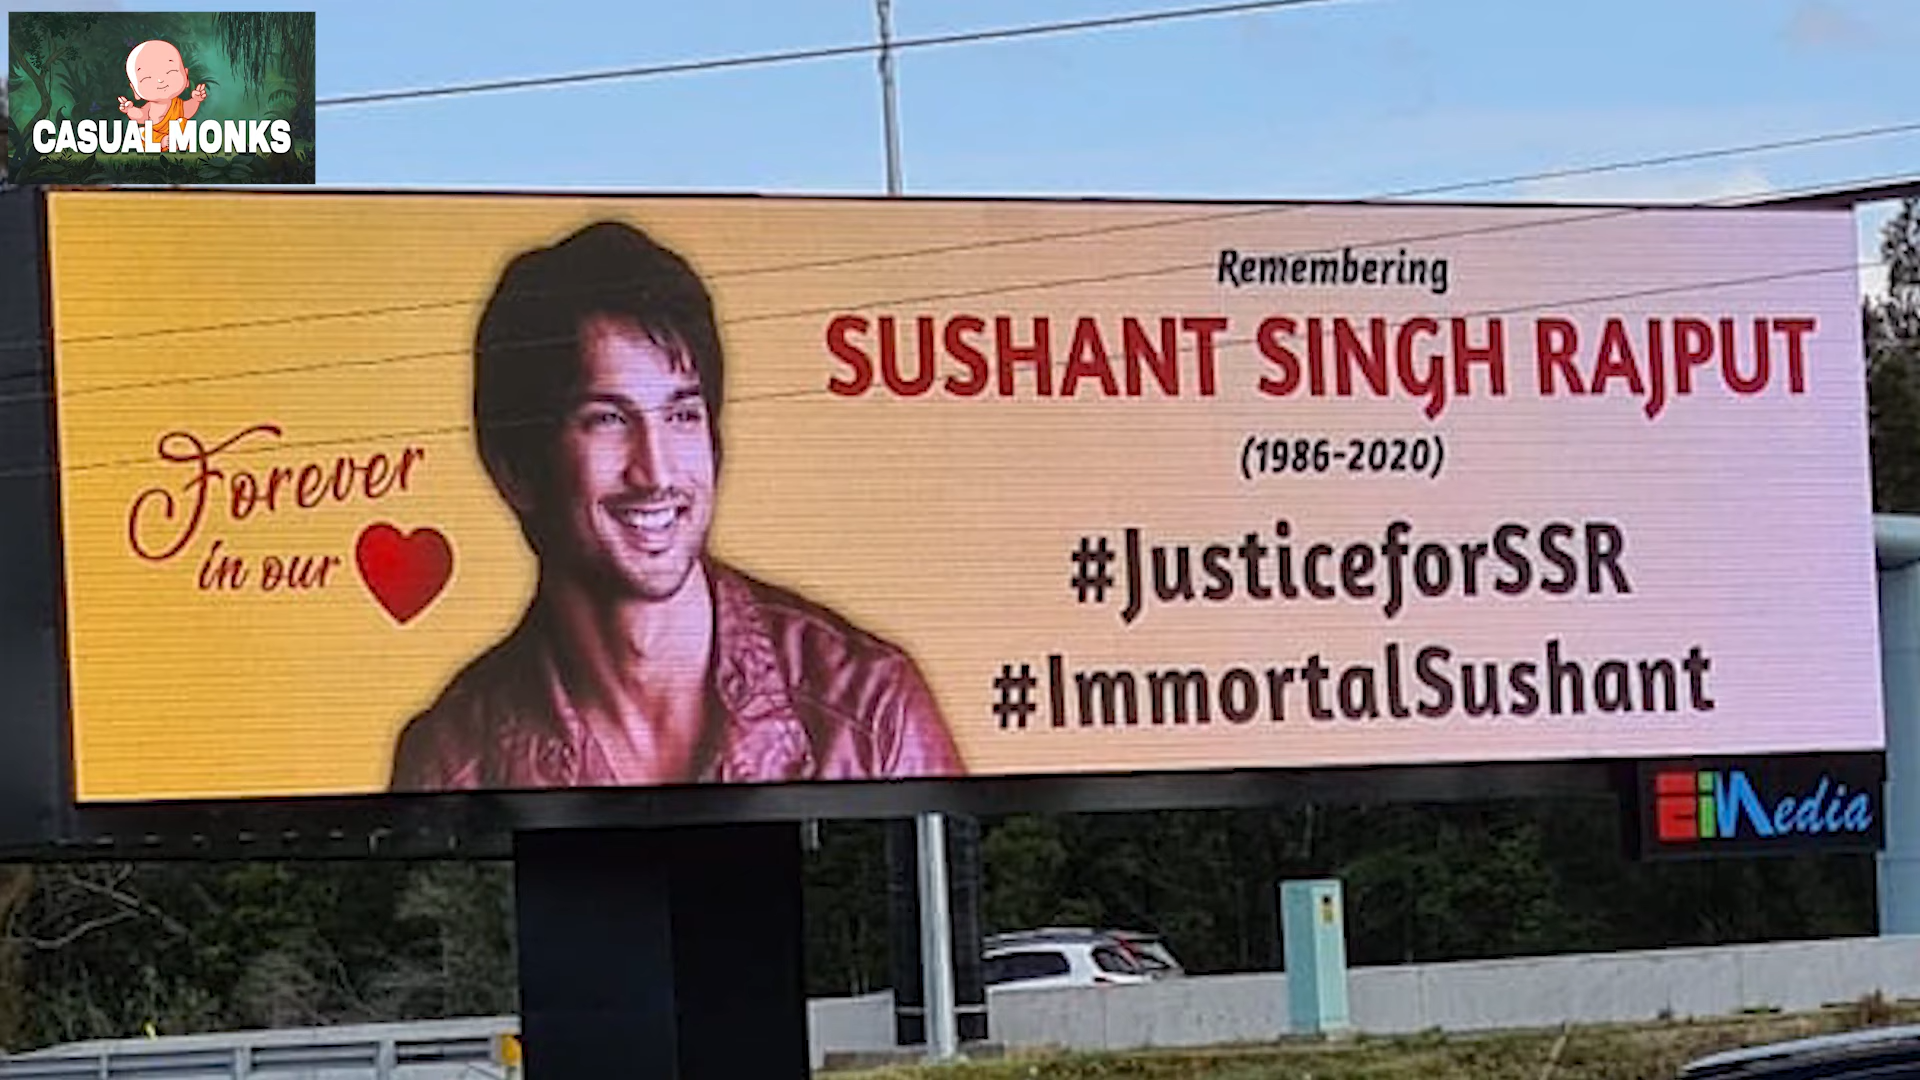 CASUAL MONKS
Remembering
SUSHANT SINGH RAJPUT
(1986-2020)
#JusticeforSSR
#ImmortalSushant
Forever
in our
EiMedia